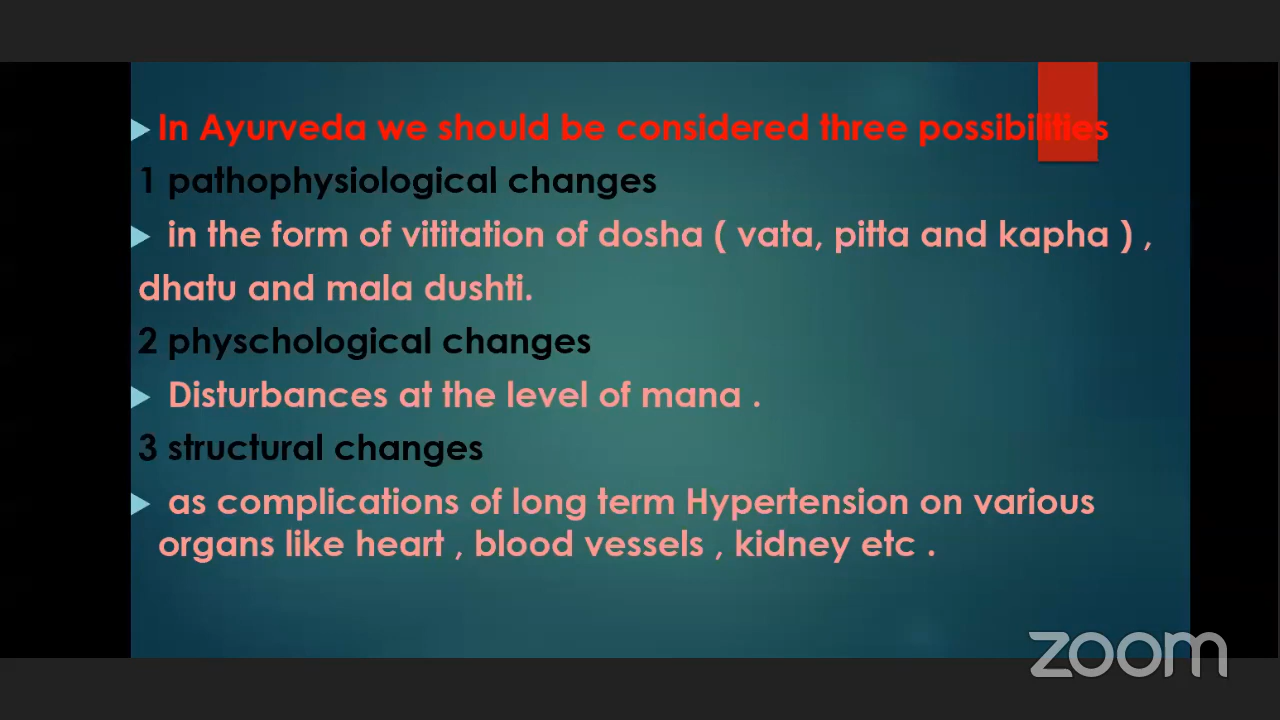 In Ayurveda we should be considered three possibilities
1 pathophysiological changes
in the form of vititation of dosha ( vata, pitta and kapha ) ,
dhatu and mala dushti.
2 physchological changes
Disturbances at the level of mana .
3 structural changes
as complications of long term Hypertension on various
organs like heart , blood vessels , kidney etc .
zoom